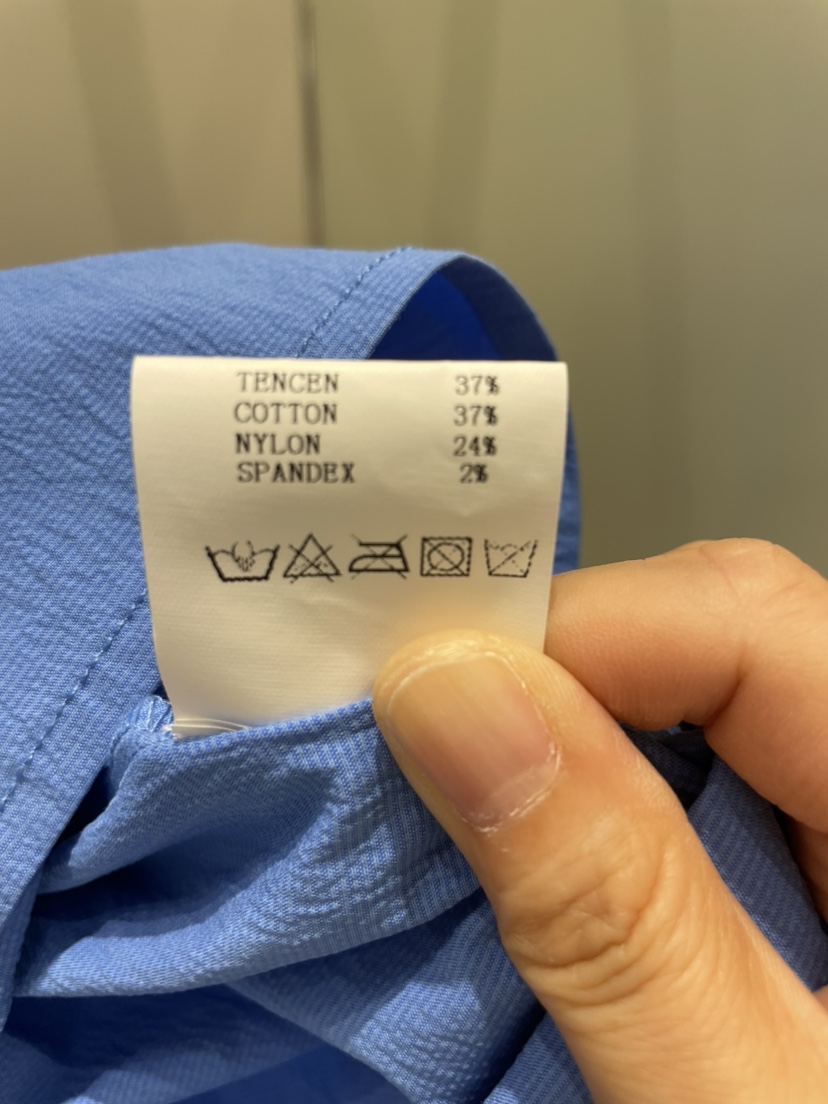 TENCEN 37%
COTTON 37%
NYLON 24%
SPANDEX 2%